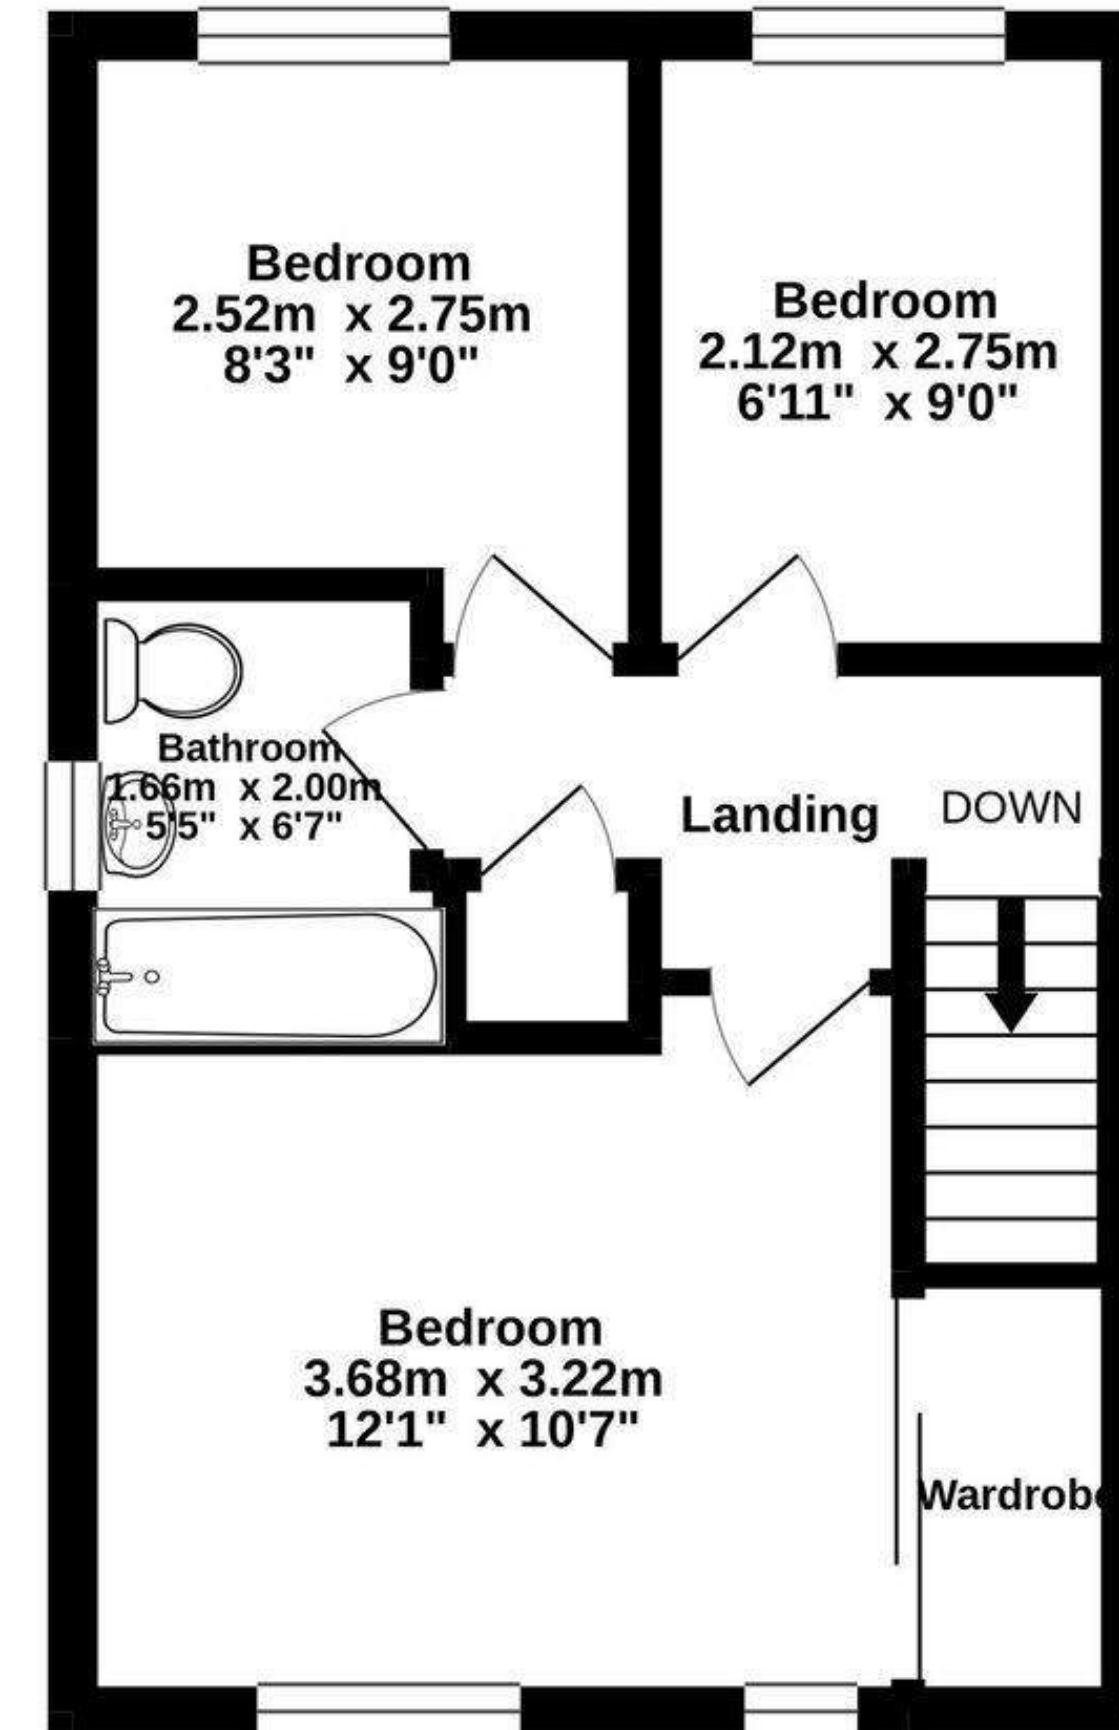 Bedroom
2.52m x 2.75m
8'3" x 9'0"
Bedroom
2.12m x 2.75m
6'11" x 9'0"
Bathroom
1.66m x 2.00m
5'5" x 6'7"
Landing
DOWN
Bedroom
3.68m x 3.22m
12'1" x 10'7"
Wardrobe